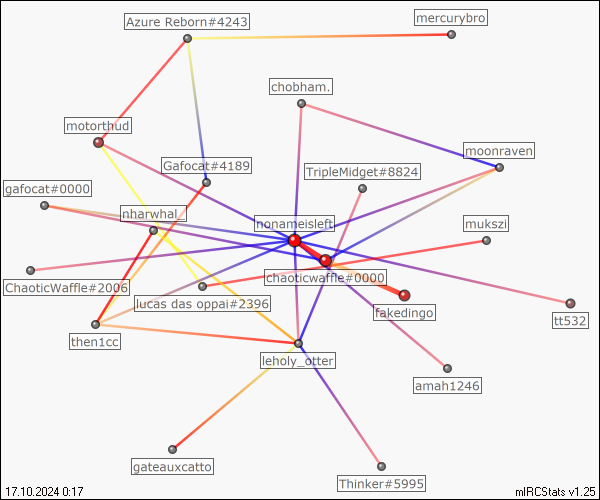 Azure Reborn#4243
mercurybro
chobham.
motorthud
moonraven
Gafocat#4189
TripleMidget#8824
gafocat#0000
nharwhal_
nonameisleft
mukszi
ChaoticWaffle#2006
chaoticwaffle#0000
lucas das oppai#2396
fakedingo
tt532
then1cc
leholy_otter
amah1246
gateauxcatto
Thinker#5995
17.10.2024 0:17
mIRCStats v1.25